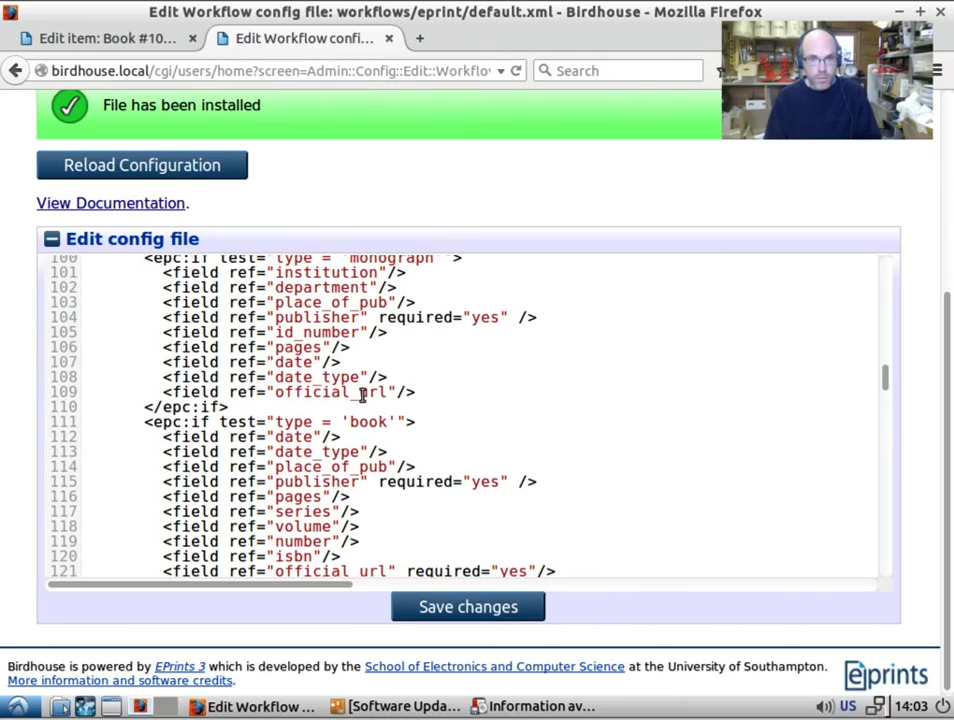 Edit Workflow config file: workflows/eprint/default.xml - Birdhouse - Mozilla Firefox
Edit item: Book #10... × Edit Workflow confi... × +
birdhouse.local/cgi/users/home?screen=Admin::Config::Edit::Workflo Search
File has been installed
Reload Configuration
View Documentation.
Edit config file
100 <epc:if test="type = 'monograph'">
101 <field ref="institution"/>
102 <field ref="department"/>
103 <field ref="place_of_pub"/>
104 <field ref="publisher" required="yes" />
105 <field ref="id_number"/>
106 <field ref="pages"/>
107 <field ref="date"/>
108 <field ref="date_type"/>
109 <field ref="official_url"/>
110 </epc:if>
111 <epc:if test="type = 'book'">
112 <field ref="date"/>
113 <field ref="date_type"/>
114 <field ref="place_of_pub"/>
115 <field ref="publisher" required="yes" />
116 <field ref="pages"/>
117 <field ref="series"/>
118 <field ref="volume"/>
119 <field ref="number"/>
120 <field ref="isbn"/>
121 <field ref="official_url" required="yes"/>
Save changes
Birdhouse is powered by EPrints 3 which is developed by the School of Electronics and Computer Science at the University of Southampton.
More information and software credits.
eprints
Edit Workflow ... [Software Upda... Information av... US 14:03